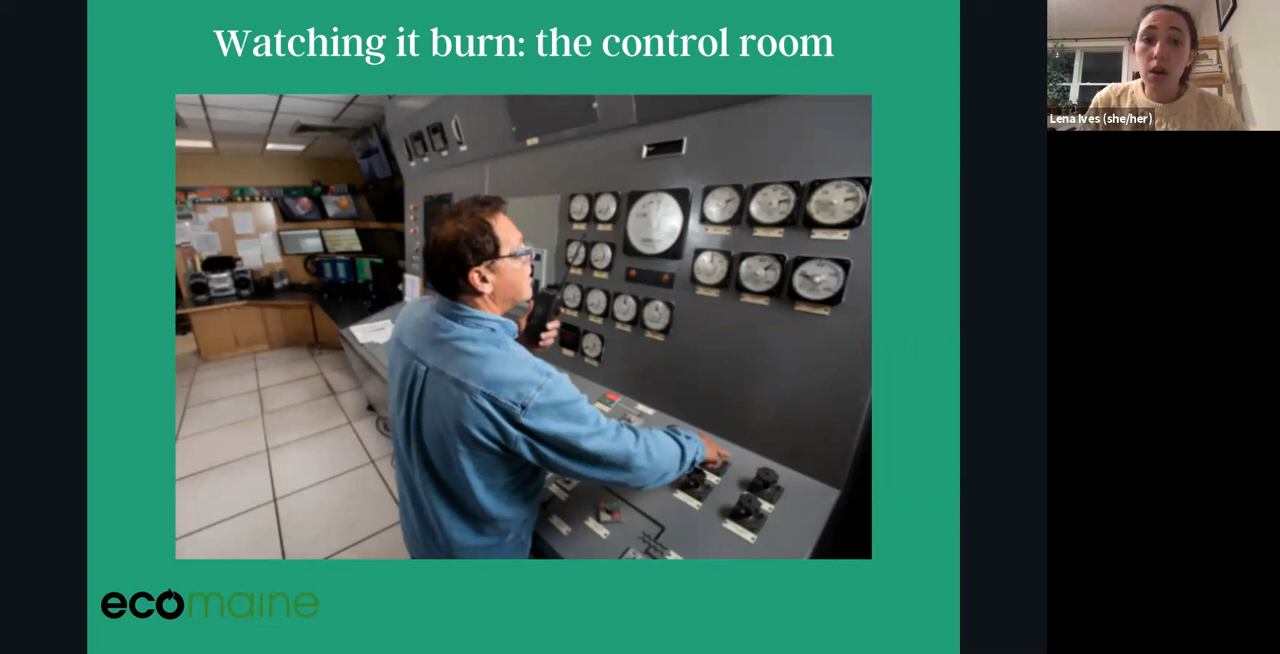 Watching it burn: the control room
Lena Ives (she/her)
ecomaine